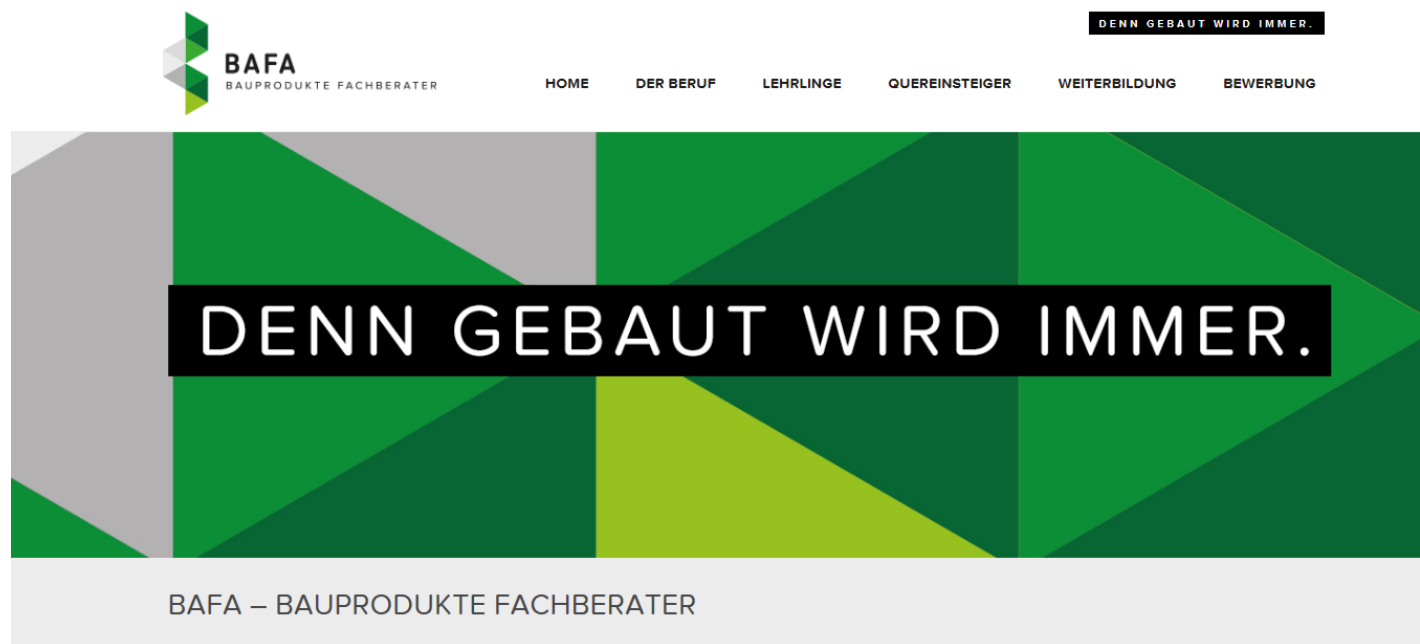 DENN GEBAUT WIRD IMMER.
BAFA
BAUPRODUKTE FACHBERATER
HOME DER BERUF LEHRLINGE QUEREINSTEIGER WEITERBILDUNG BEWERBUNG
DENN GEBAUT WIRD IMMER.
BAFA – BAUPRODUKTE FACHBERATER